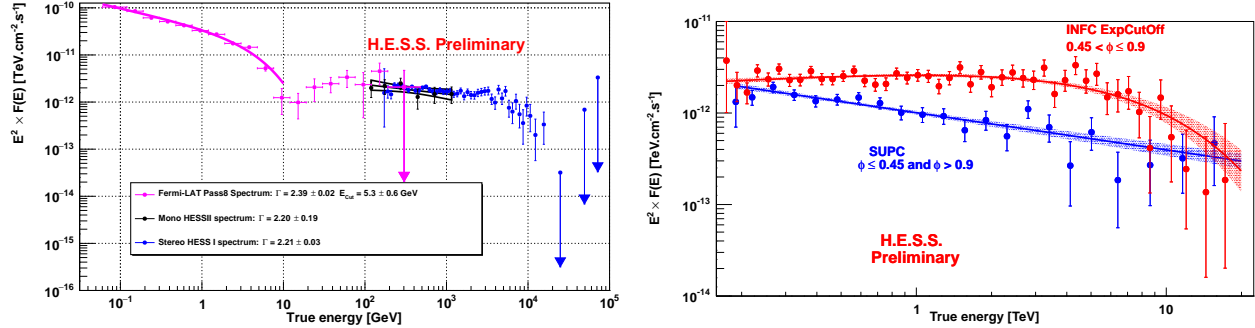 10⁻¹⁰
10⁻¹¹
10⁻¹²
10⁻¹³
10⁻¹⁴
10⁻¹⁵
10⁻¹⁶
E² × F(E) [TeV.cm⁻².s¹]
H.E.S.S. Preliminary
Fermi-LAT Pass8 Spectrum: Γ = 2.39 ± 0.02 E_Cut = 5.3 ± 0.6 GeV
Mono HESSII spectrum: Γ = 2.20 ± 0.19
Stereo HESS I spectrum: Γ = 2.21 ± 0.03
10⁻¹ 1 10 10² 10³ 10⁴ 10⁵
True energy [GeV]
10⁻¹¹
10⁻¹²
10⁻¹³
10⁻¹⁴
E² × F(E) [TeV.cm⁻².s¹]
INFC ExpCutOff
0.45 < ϕ ≤ 0.9
SUPC
ϕ ≤ 0.45 and ϕ > 0.9
H.E.S.S.
Preliminary
1 10
True energy [TeV]